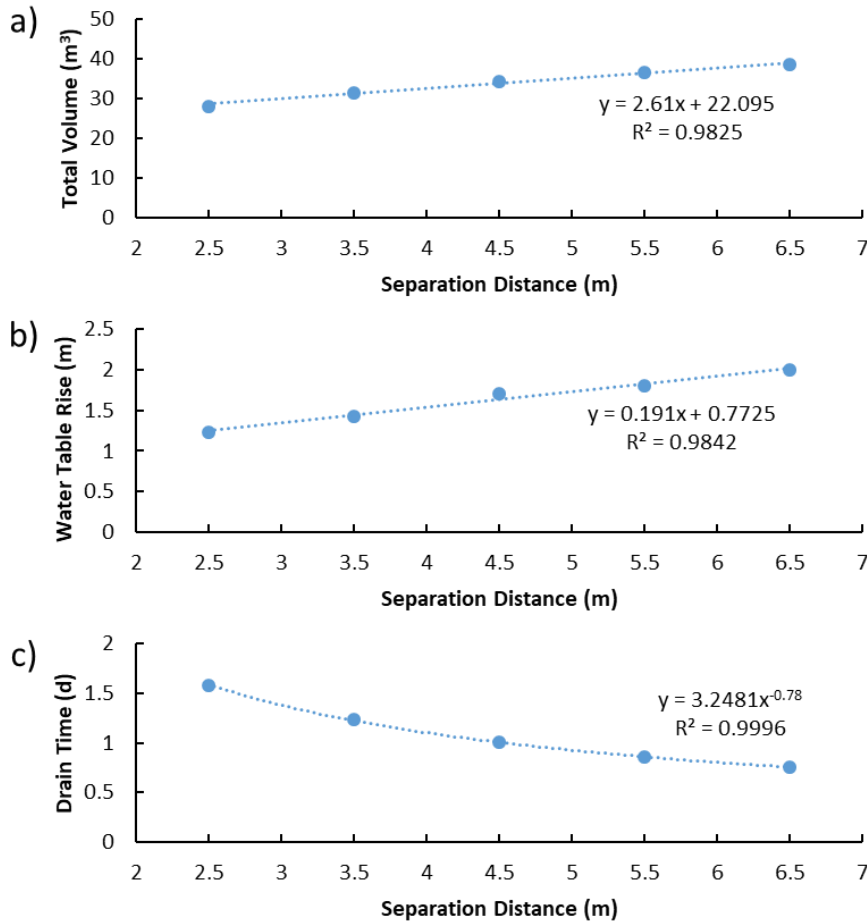 a)
Total Volume (m³)
50
40
30
20
10
0
y = 2.61x + 22.095
R² = 0.9825
2 2.5 3 3.5 4 4.5 5 5.5 6 6.5 7
Separation Distance (m)
b)
Water Table Rise (m)
2.5
2
1.5
1
0.5
0
y = 0.191x + 0.7725
R² = 0.9842
2 2.5 3 3.5 4 4.5 5 5.5 6 6.5 7
Separation Distance (m)
c)
Drain Time (d)
2
1.5
1
0.5
0
y = 3.2481x⁻⁰·⁷⁸
R² = 0.9996
2 2.5 3 3.5 4 4.5 5 5.5 6 6.5 7
Separation Distance (m)